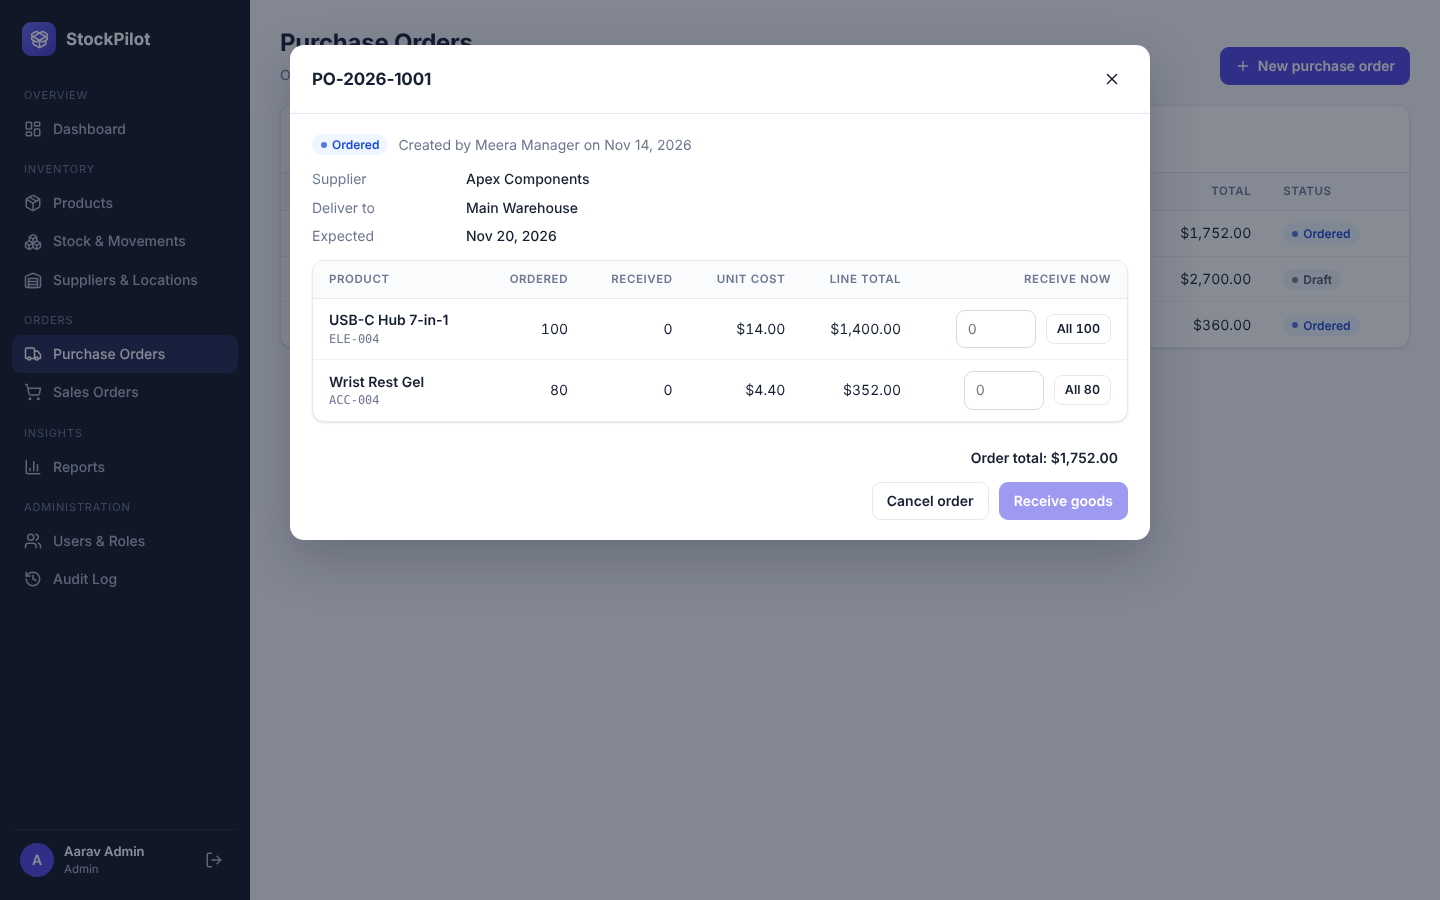 StockPilot
OVERVIEW
Dashboard
INVENTORY
Products
Stock & Movements
Suppliers & Locations
ORDERS
Purchase Orders
Sales Orders
INSIGHTS
Reports
ADMINISTRATION
Users & Roles
Audit Log
A
Aarav Admin
Admin
Purchase Orders
New purchase order
TOTAL STATUS
$1,752.00 Ordered
$2,700.00 Draft
$360.00 Ordered
PO-2026-1001
Ordered Created by Meera Manager on Nov 14, 2026
Supplier Apex Components
Deliver to Main Warehouse
Expected Nov 20, 2026
PRODUCT ORDERED RECEIVED UNIT COST LINE TOTAL RECEIVE NOW
USB-C Hub 7-in-1
ELE-004
100 0 $14.00 $1,400.00 0 All 100
Wrist Rest Gel
ACC-004
80 0 $4.40 $352.00 0 All 80
Order total: $1,752.00
Cancel order Receive goods